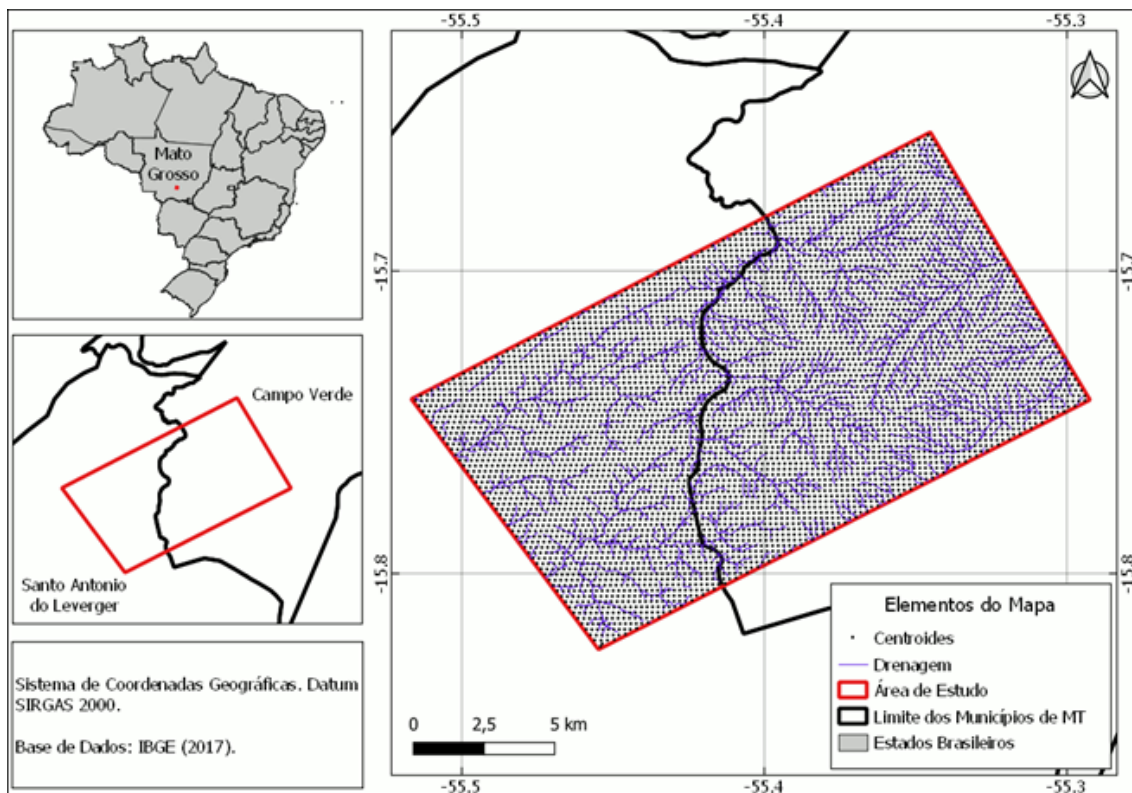 Mato
Grosso
Campo Verde
Santo Antonio
do Leverger
Sistema de Coordenadas Geográficas. Datum
SIRGAS 2000.
Base de Dados: IBGE (2017).
-55.5
-55.4
-55.3
-15.7
-15.7
-15.8
-15.8
0
2,5
5 km
Elementos do Mapa
Centroides
Drenagem
Área de Estudo
Limite dos Municípios de MT
Estados Brasileiros
-55.5
-55.4
-55.3